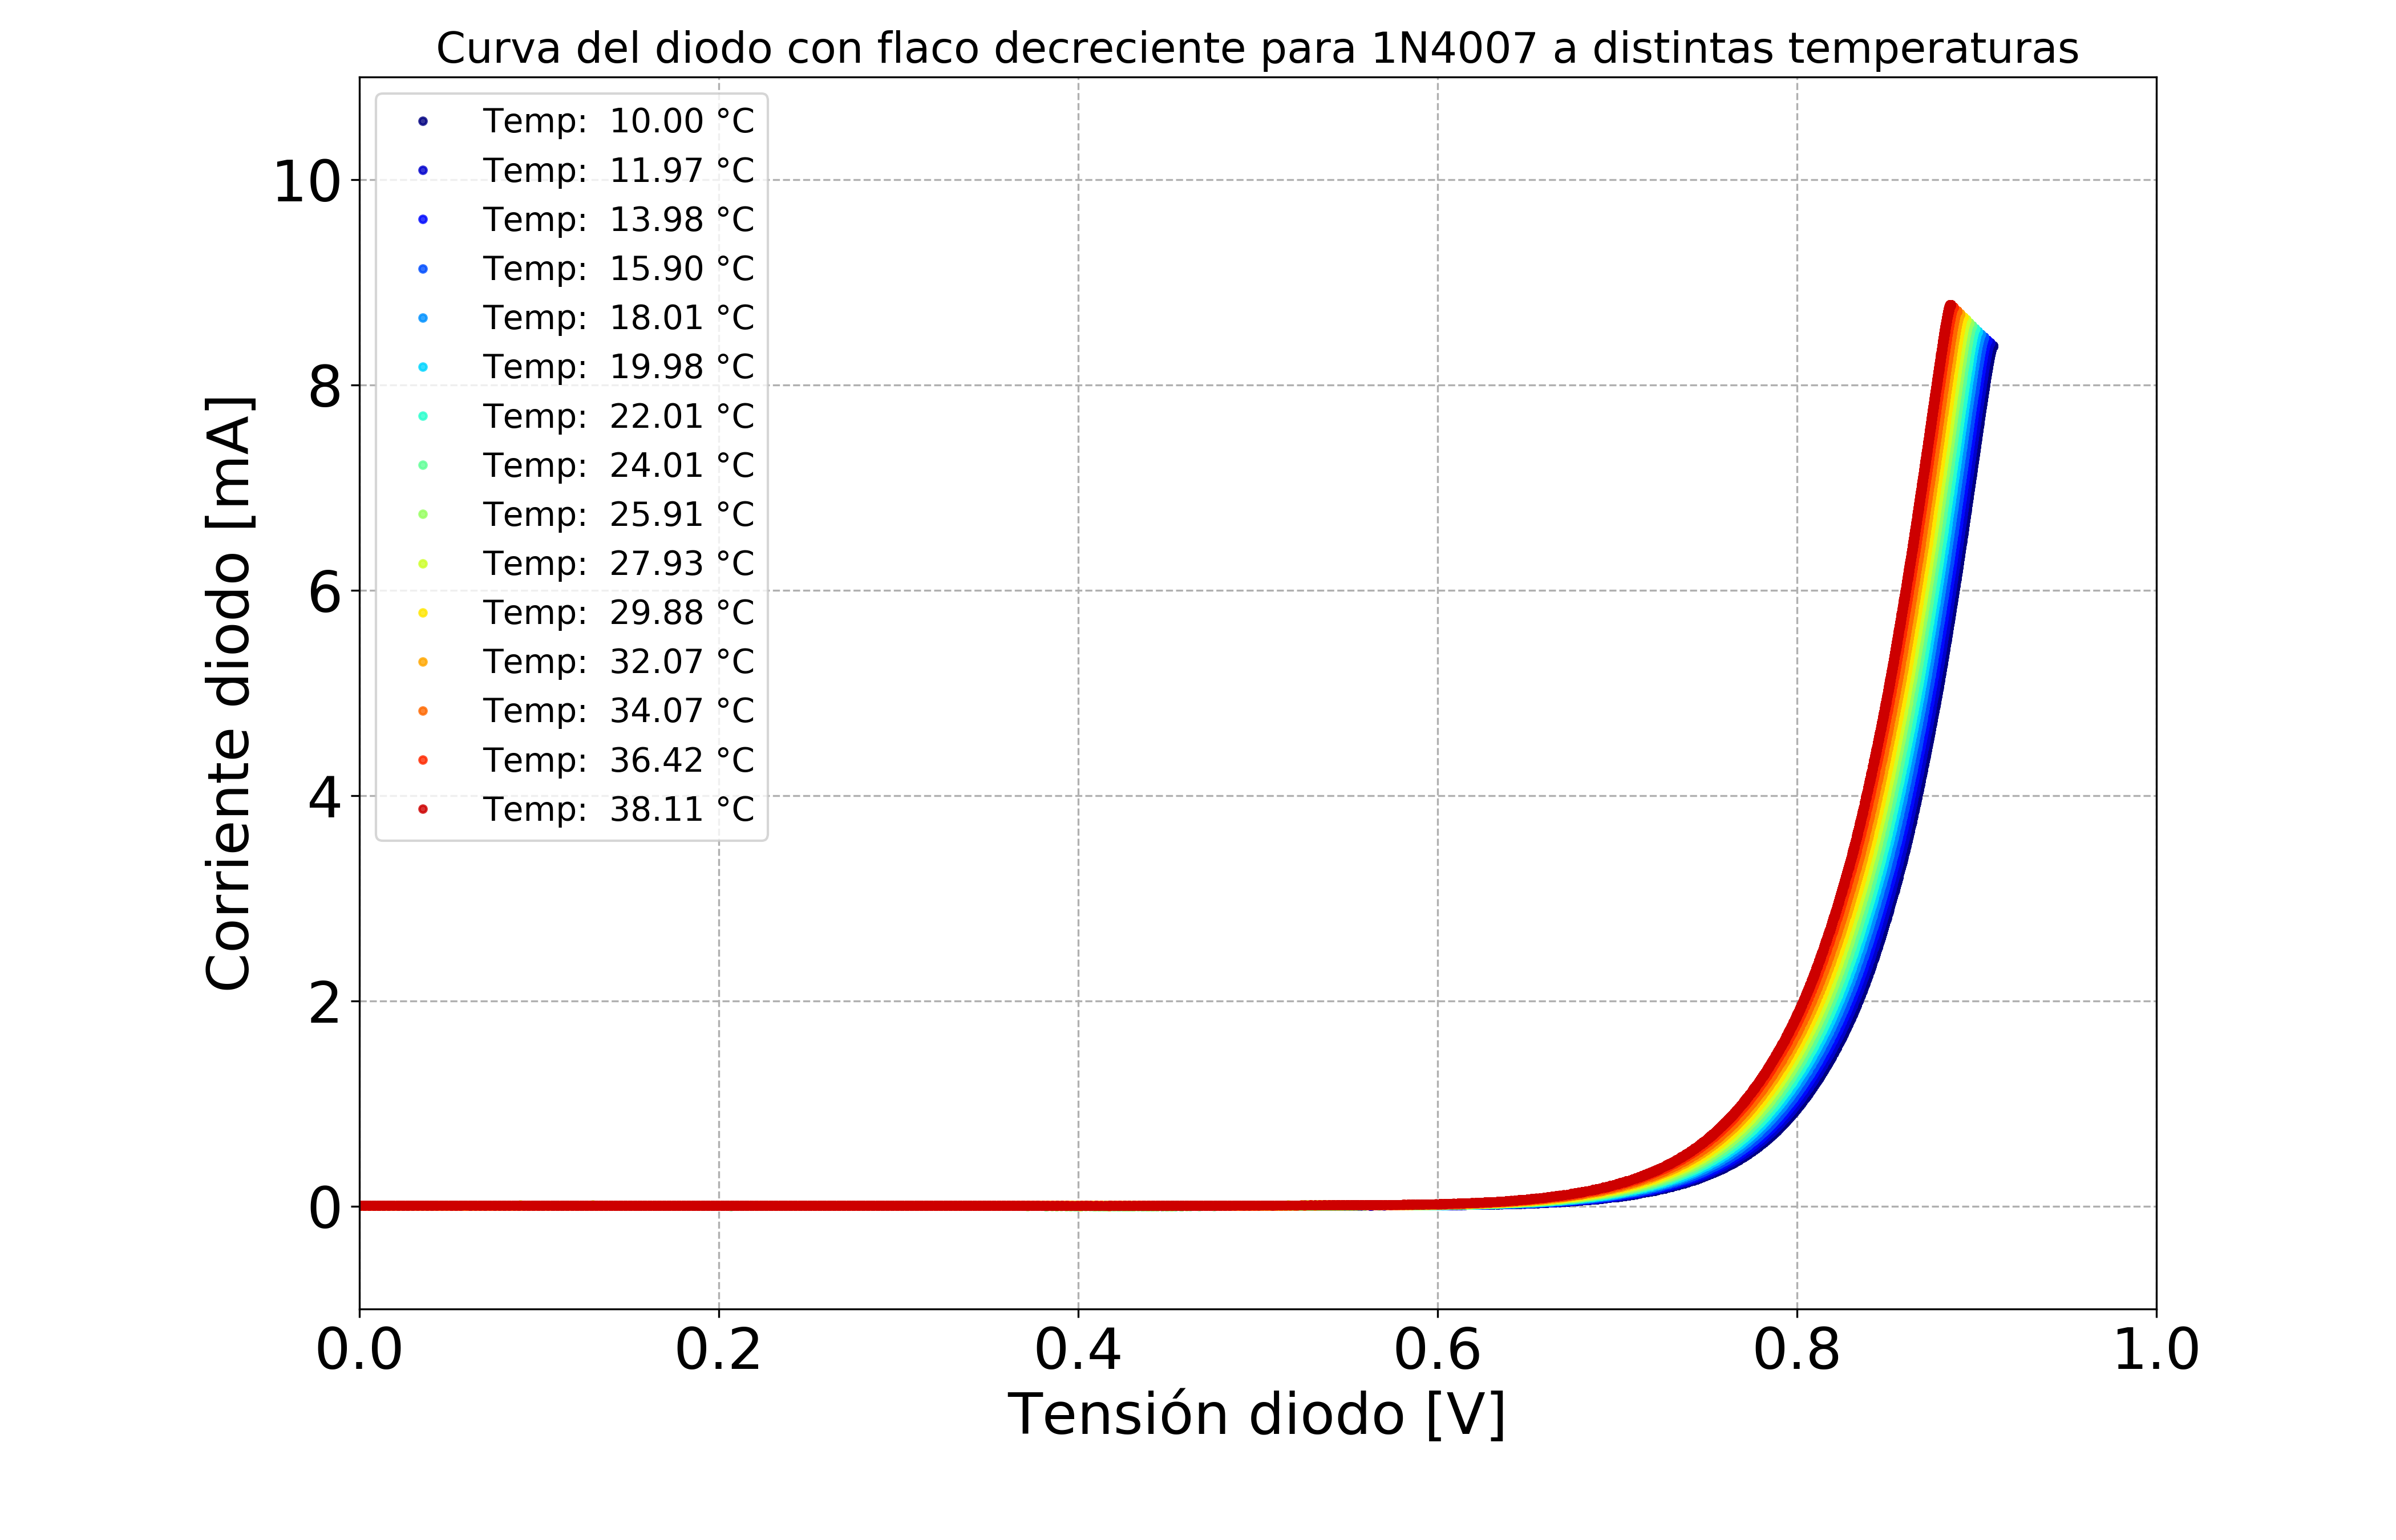 Curva del diodo con flaco decreciente para 1N4007 a distintas temperaturas
Temp: 10.00 °C
Temp: 11.97 °C
Temp: 13.98 °C
Temp: 15.90 °C
Temp: 18.01 °C
Temp: 19.98 °C
Temp: 22.01 °C
Temp: 24.01 °C
Temp: 25.91 °C
Temp: 27.93 °C
Temp: 29.88 °C
Temp: 32.07 °C
Temp: 34.07 °C
Temp: 36.42 °C
Temp: 38.11 °C
Corriente diodo [mA]
10
8
6
4
2
0
0.0 0.2 0.4 0.6 0.8 1.0
Tensión diodo [V]